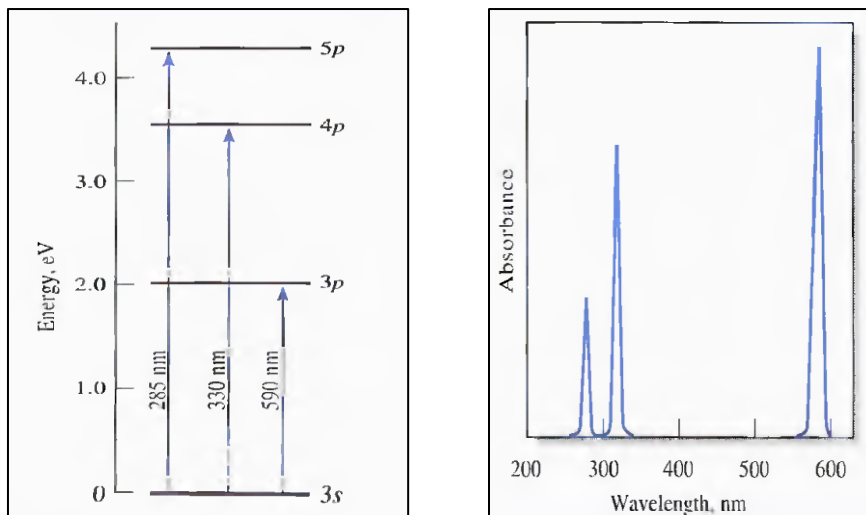 5p
4.0
4p
3.0
Energy, eV
2.0
3p
285 nm
330 nm
590 nm
1.0
0
3s
Absorbance
200
300
400
500
600
Wavelength, nm